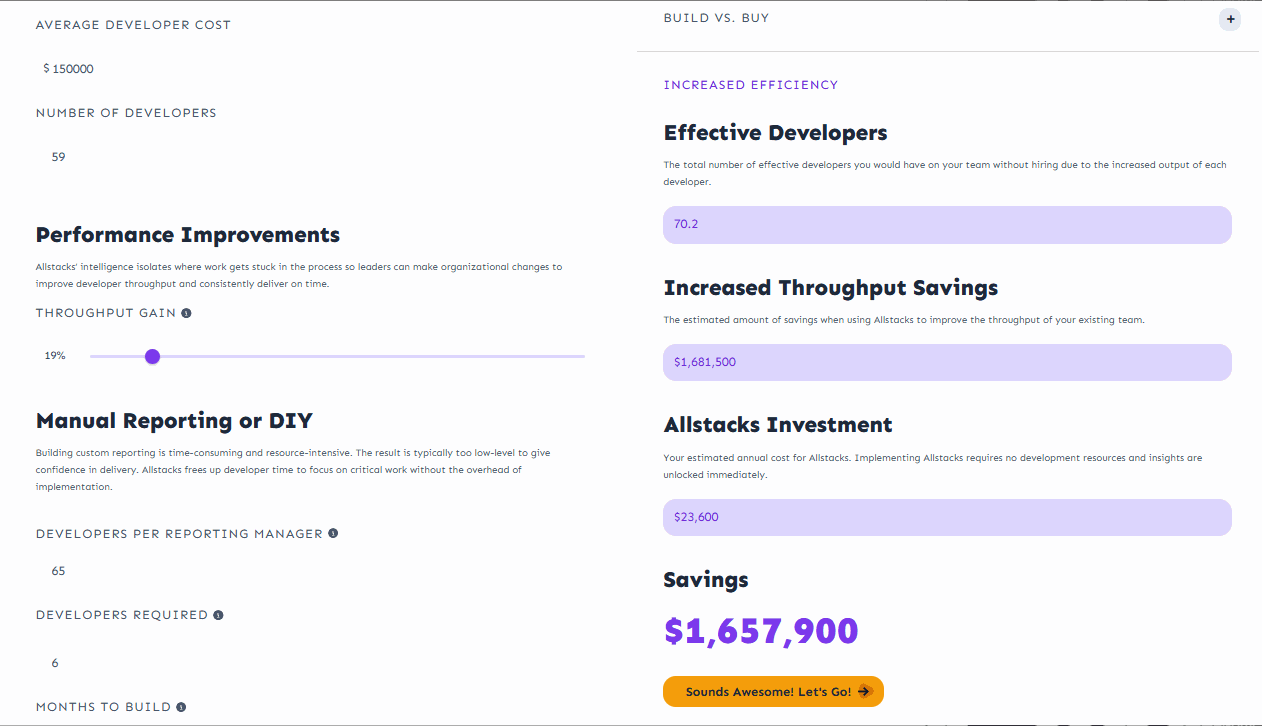 AVERAGE DEVELOPER COST
$ 150000
NUMBER OF DEVELOPERS
59
Performance Improvements
Allstacks' intelligence isolates where work gets stuck in the process so leaders can make organizational changes to
improve developer throughput and consistently deliver on time.
THROUGHPUT GAIN
19%
Manual Reporting or DIY
Building custom reporting is time-consuming and resource-intensive. The result is typically too low-level to give
confidence in delivery. Allstacks frees up developer time to focus on critical work without the overhead of
implementation.
DEVELOPERS PER REPORTING MANAGER
65
DEVELOPERS REQUIRED
6
MONTHS TO BUILD
BUILD VS. BUY
+
INCREASED EFFICIENCY
Effective Developers
The total number of effective developers you would have on your team without hiring due to the increased output of each
developer.
70.2
Increased Throughput Savings
The estimated amount of savings when using Allstacks to improve the throughput of your existing team.
$1,681,500
Allstacks Investment
Your estimated annual cost for Allstacks. Implementing Allstacks requires no development resources and insights are
unlocked immediately.
$23,600
Savings
$1,657,900
Sounds Awesome! Let's Go!